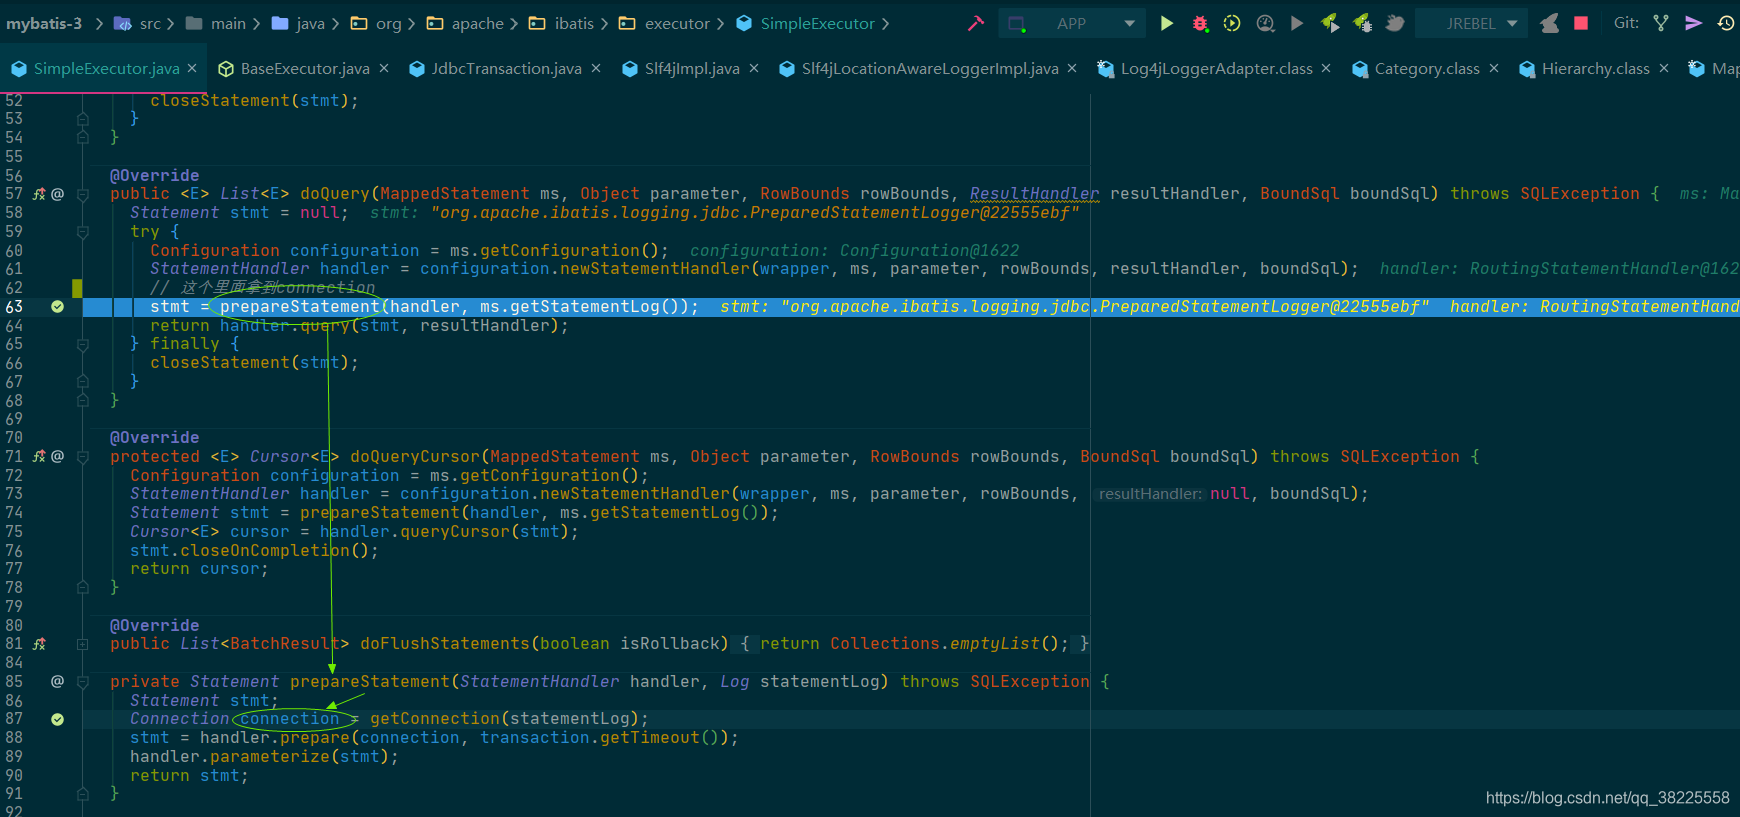 mybatis-3 src main java org apache ibatis executor SimpleExecutor APP JREBEL Git:
SimpleExecutor.java BaseExecutor.java JdbcTransaction.java Slf4jImpl.java Slf4jLocationAwareLoggerImpl.java Log4jLoggerAdapter.class Category.class Hierarchy.class Map
52 closeStatement(stmt);
53 }
54 }
55
56 @Override
57 public <E> List<E> doQuery(MappedStatement ms, Object parameter, RowBounds rowBounds, ResultHandler resultHandler, BoundSql boundSql) throws SQLException { ms: Ma
58 Statement stmt = null; stmt: "org.apache.ibatis.logging.jdbc.PreparedStatementLogger@22555ebf"
59 try {
60 Configuration configuration = ms.getConfiguration(); configuration: Configuration@1622
61 StatementHandler handler = configuration.newStatementHandler(wrapper, ms, parameter, rowBounds, resultHandler, boundSql); handler: RoutingStatementHandler@162
62 // 这个里面拿到connection
63 stmt = prepareStatement(handler, ms.getStatementLog()); stmt: "org.apache.ibatis.logging.jdbc.PreparedStatementLogger@22555ebf" handler: RoutingStatementHand
64 return handler.query(stmt, resultHandler);
65 } finally {
66 closeStatement(stmt);
67 }
68 }
69
70 @Override
71 protected <E> Cursor<E> doQueryCursor(MappedStatement ms, Object parameter, RowBounds rowBounds, BoundSql boundSql) throws SQLException {
72 Configuration configuration = ms.getConfiguration();
73 StatementHandler handler = configuration.newStatementHandler(wrapper, ms, parameter, rowBounds, resultHandler: null, boundSql);
74 Statement stmt = prepareStatement(handler, ms.getStatementLog());
75 Cursor<E> cursor = handler.queryCursor(stmt);
76 stmt.closeOnCompletion();
77 return cursor;
78 }
79
80 @Override
81 public List<BatchResult> doFlushStatements(boolean isRollback) { return Collections.emptyList(); }
84
85 private Statement prepareStatement(StatementHandler handler, Log statementLog) throws SQLException {
86 Statement stmt;
87 Connection connection = getConnection(statementLog);
88 stmt = handler.prepare(connection, transaction.getTimeout());
89 handler.parameterize(stmt);
90 return stmt;
91 }
92
https://blog.csdn.net/qq_38225558